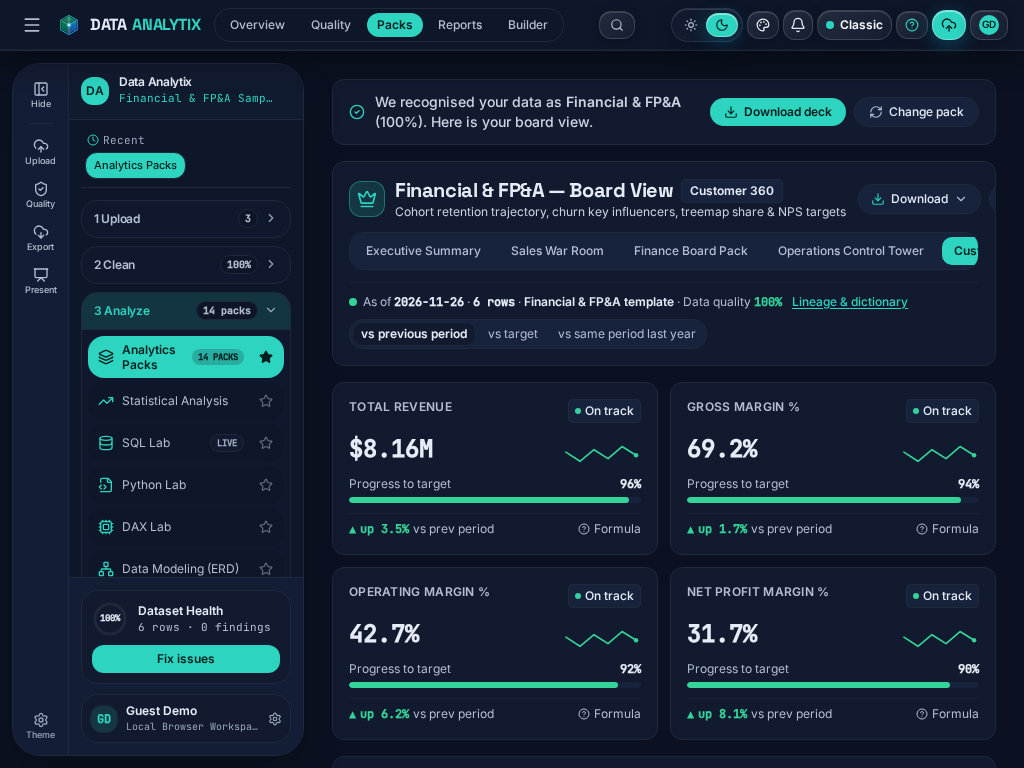 DATA ANALYTIX
Overview
Quality
Packs
Reports
Builder
Classic
GD
Hide
Upload
Quality
Export
Present
Theme
DA
Data Analytix
Financial & FP&A Samp…
Recent
Analytics Packs
1 Upload
3
2 Clean
100%
3 Analyze
14 packs
Analytics Packs
14 PACKS
Statistical Analysis
SQL Lab
LIVE
Python Lab
DAX Lab
Data Modeling (ERD)
100%
Dataset Health
6 rows · 0 findings
Fix issues
GD
Guest Demo
Local Browser Workspa…
We recognised your data as Financial & FP&A
(100%). Here is your board view.
Download deck
Change pack
Financial & FP&A — Board View
Customer 360
Cohort retention trajectory, churn key influencers, treemap share & NPS targets
Download
Executive Summary
Sales War Room
Finance Board Pack
Operations Control Tower
Cus
As of 2026-11-26 · 6 rows · Financial & FP&A template · Data quality 100% Lineage & dictionary
vs previous period
vs target
vs same period last year
TOTAL REVENUE
On track
$8.16M
Progress to target
96%
▲ up 3.5% vs prev period
Formula
GROSS MARGIN %
On track
69.2%
Progress to target
94%
▲ up 1.7% vs prev period
Formula
OPERATING MARGIN %
On track
42.7%
Progress to target
92%
▲ up 6.2% vs prev period
Formula
NET PROFIT MARGIN %
On track
31.7%
Progress to target
90%
▲ up 8.1% vs prev period
Formula